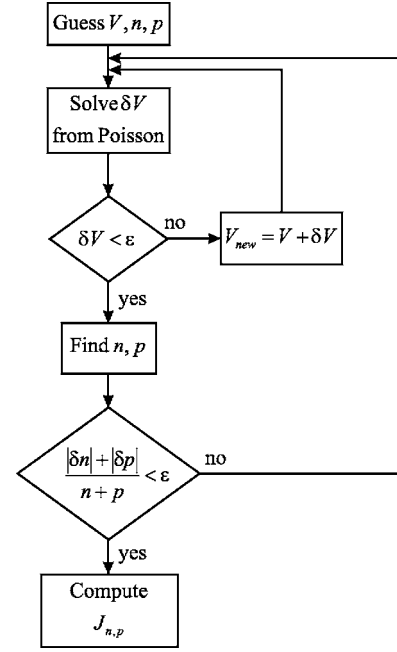 Guess V, n, p
Solve δV
from Poisson
δV < ε
no
V_new = V + δV
yes
Find n, p
|δn| + |δp|
n + p
< ε
no
yes
Compute
J_n,p